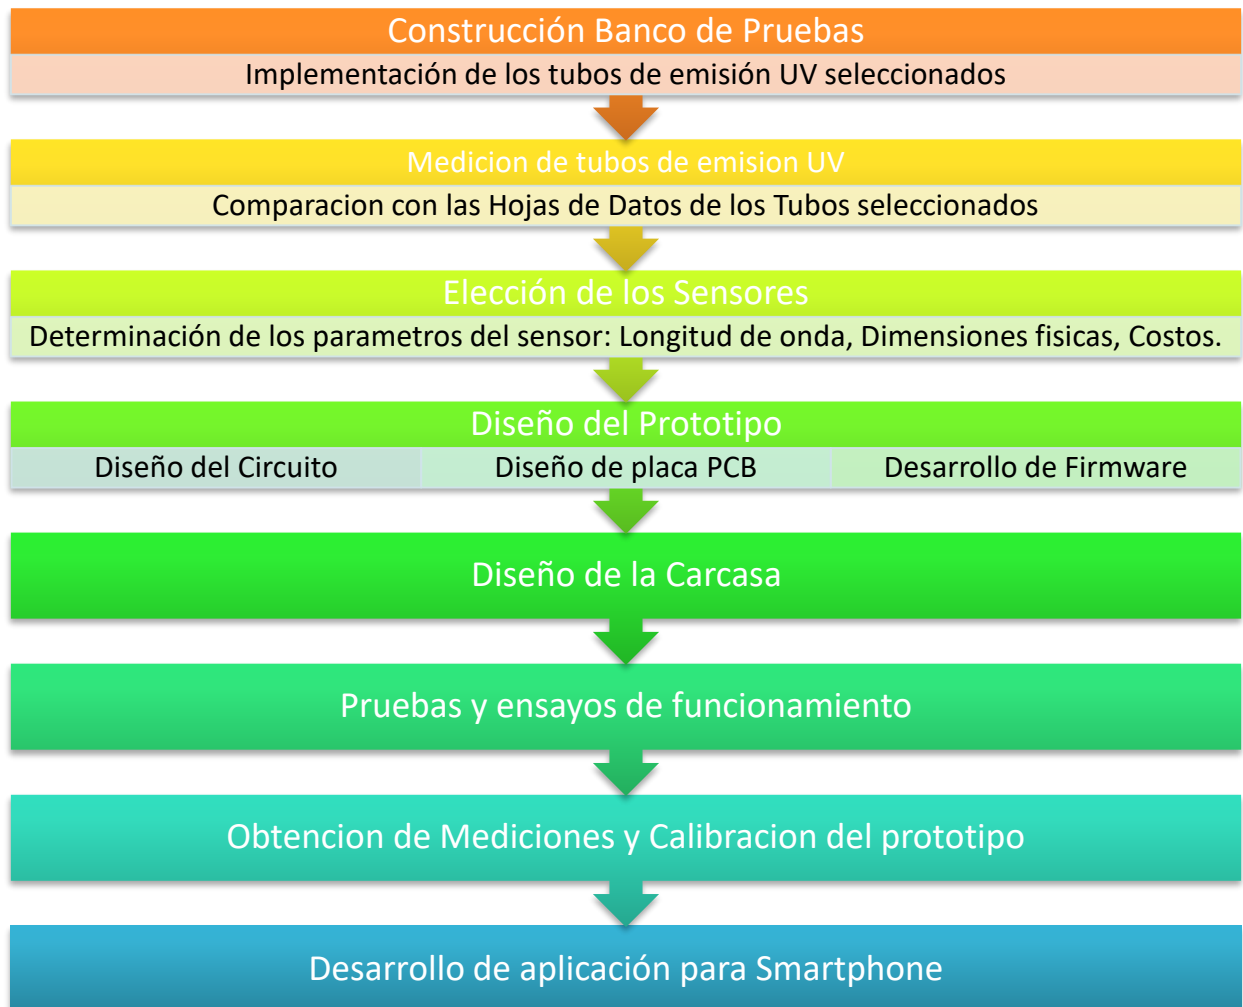 Construcción Banco de Pruebas
Implementación de los tubos de emisión UV seleccionados
Medicion de tubos de emision UV
Comparacion con las Hojas de Datos de los Tubos seleccionados
Elección de los Sensores
Determinación de los parametros del sensor: Longitud de onda, Dimensiones fisicas, Costos.
Diseño del Prototipo
Diseño del Circuito
Diseño de placa PCB
Desarrollo de Firmware
Diseño de la Carcasa
Pruebas y ensayos de funcionamiento
Obtencion de Mediciones y Calibracion del prototipo
Desarrollo de aplicación para Smartphone